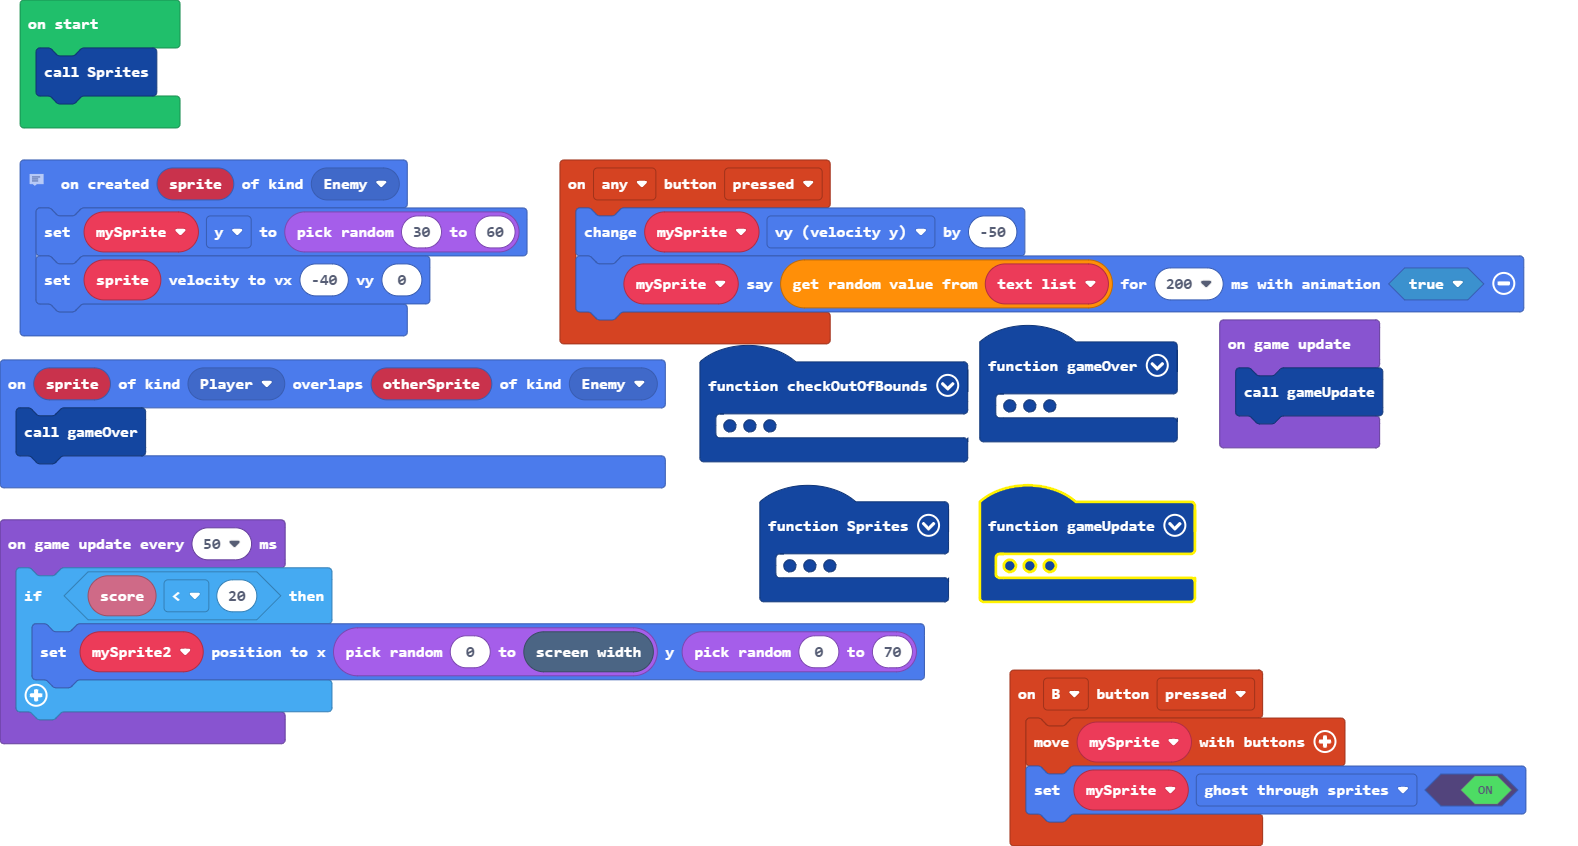 on start
call Sprites
on created sprite of kind Enemy
set mySprite y to pick random 30 to 60
set sprite velocity to vx -40 vy 0
on any button pressed
change mySprite vy (velocity y) by -50
mySprite say get random value from text list for 200 ms with animation true
on sprite of kind Player overlaps otherSprite of kind Enemy
call gameOver
function checkOutOfBounds
function gameOver
on game update
call gameUpdate
function Sprites
function gameUpdate
on game update every 50 ms
if score < 20 then
set mySprite2 position to x pick random 0 to screen width y pick random 0 to 70
on B button pressed
move mySprite with buttons
set mySprite ghost through sprites ON